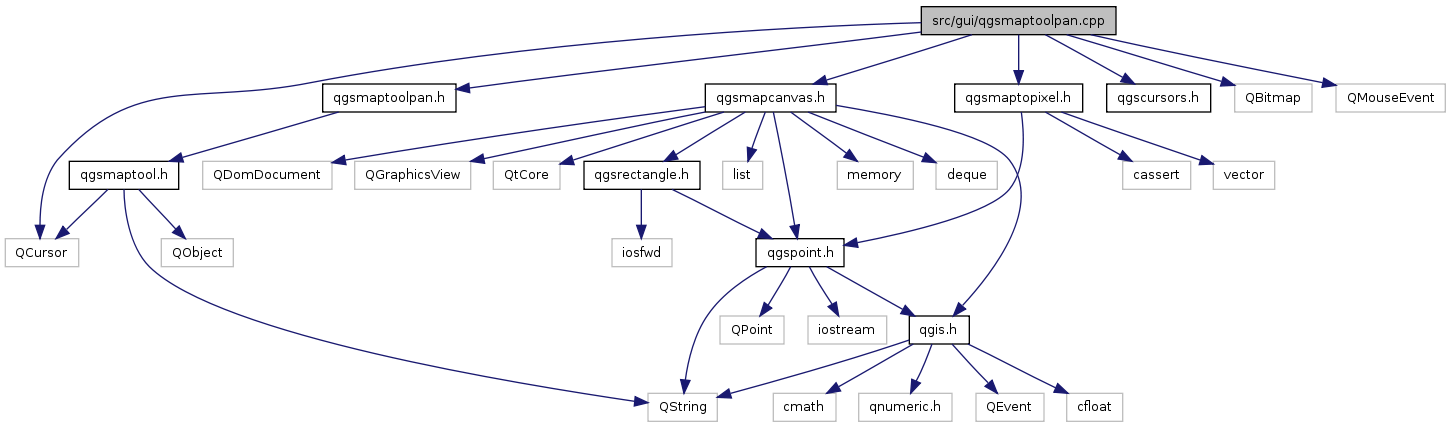 src/gui/qgsmaptoolpan.cpp
qgsmaptoolpan.h
qgsmapcanvas.h
qgsmaptopixel.h
qgscursors.h
QBitmap
QMouseEvent
qgsmaptool.h
QDomDocument
QGraphicsView
QtCore
qgsrectangle.h
list
memory
deque
cassert
vector
QCursor
QObject
iosfwd
qgspoint.h
QPoint
iostream
qgis.h
QString
cmath
qnumeric.h
QEvent
cfloat